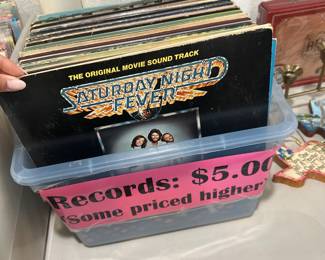 THE ORIGINAL MOVIE SOUND TRACK
SATURDAY NIGHT
FEVER
Records: $5.00
*Some priced higher*